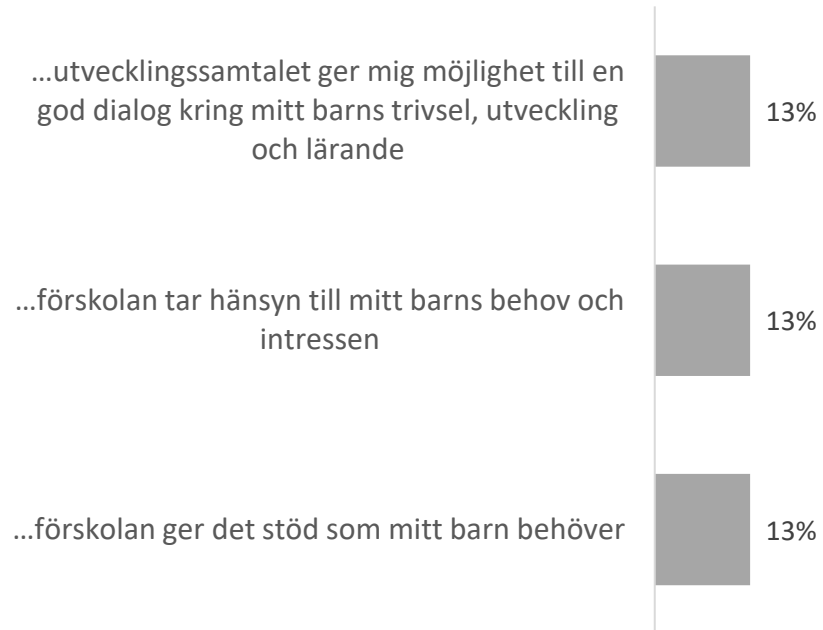 …utvecklingssamtalet ger mig möjlighet till en
god dialog kring mitt barns trivsel, utveckling
och lärande
13%
…förskolan tar hänsyn till mitt barns behov och
intressen
13%
…förskolan ger det stöd som mitt barn behöver
13%